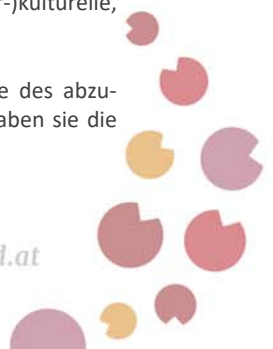 -)kulturelle,
e des abzu-
aben sie die
d.at